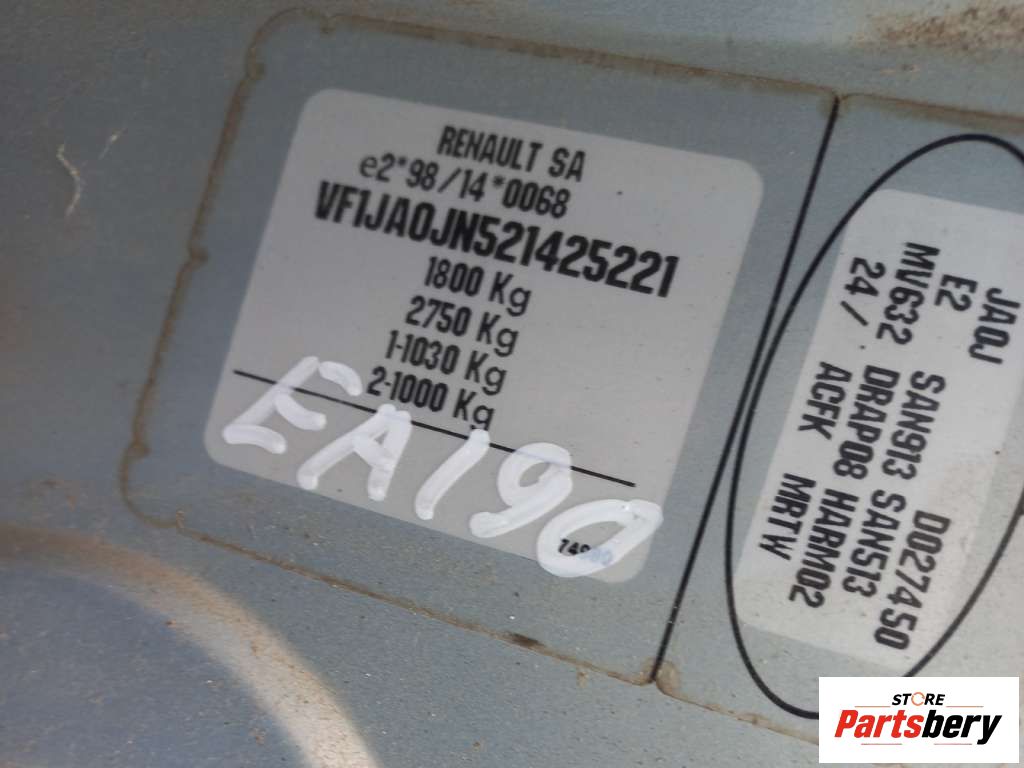 RENAULT SA
e2*98/14*0068
VF1JA0JN521425221
1800 Kg
2750 Kg
1-1030 Kg
2-1000 Kg
EA190
JA0J
E2 SAN913 D027450
MV632 DRAP08 SAN513
24/ ACFK HARM02
MRTW
STORE
Partsbery